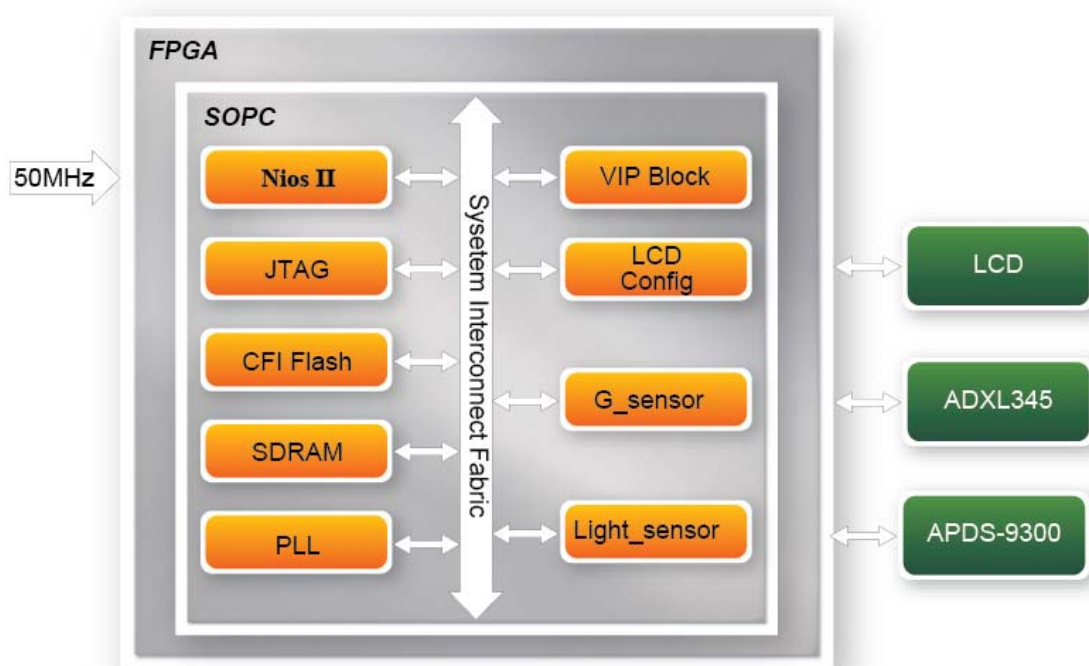 FPGA
SOPC
50MHz
Nios II
JTAG
CFI Flash
SDRAM
PLL
Sysetem Interconnect Fabric
VIP Block
LCD
Config
G_sensor
Light_sensor
LCD
ADXL345
APDS-9300